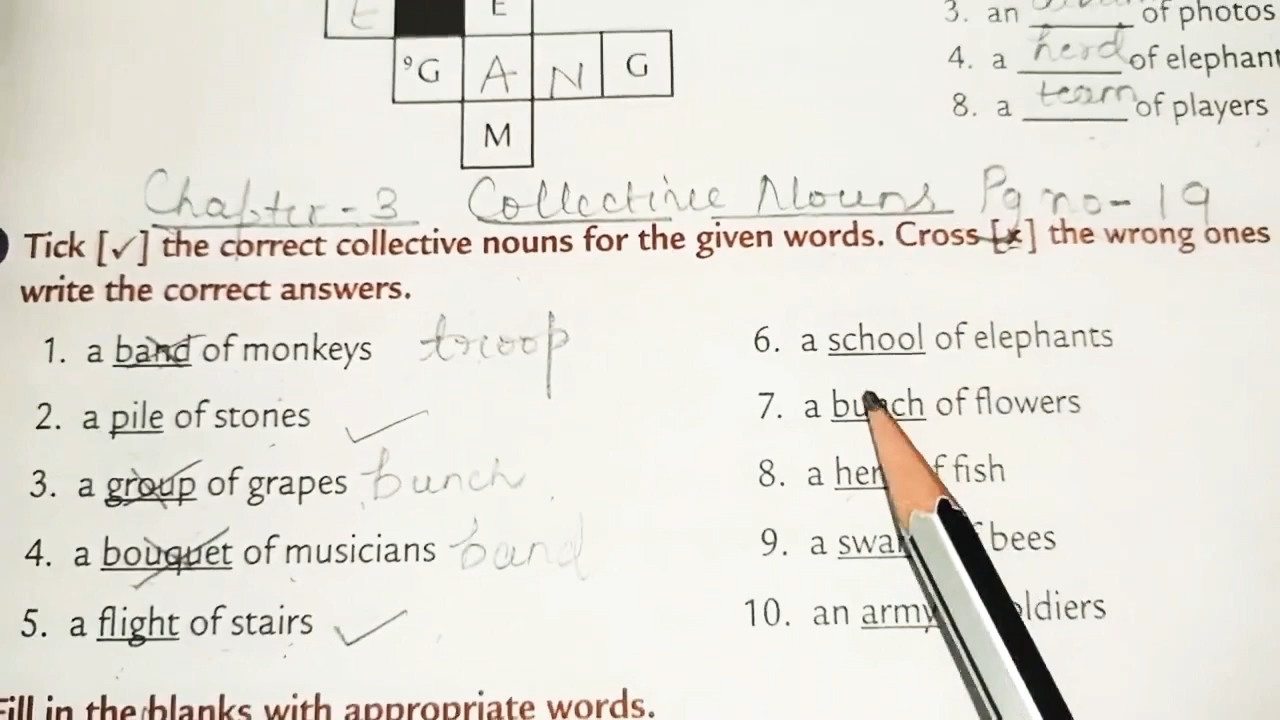 E
E
⁹G A N G
M
3. an of photos
4. a herd of elephant
8. a team of players
Chapter - 3 Collective Nouns Pg no - 19
Tick [✓] the correct collective nouns for the given words. Cross [x] the wrong ones
write the correct answers.
1. a band of monkeys troop
2. a pile of stones ✓
3. a group of grapes bunch
4. a bouquet of musicians band
5. a flight of stairs ✓
6. a school of elephants
7. a bunch of flowers
8. a her f fish
9. a swar bees
10. an army ldiers
Fill in the blanks with appropriate words.